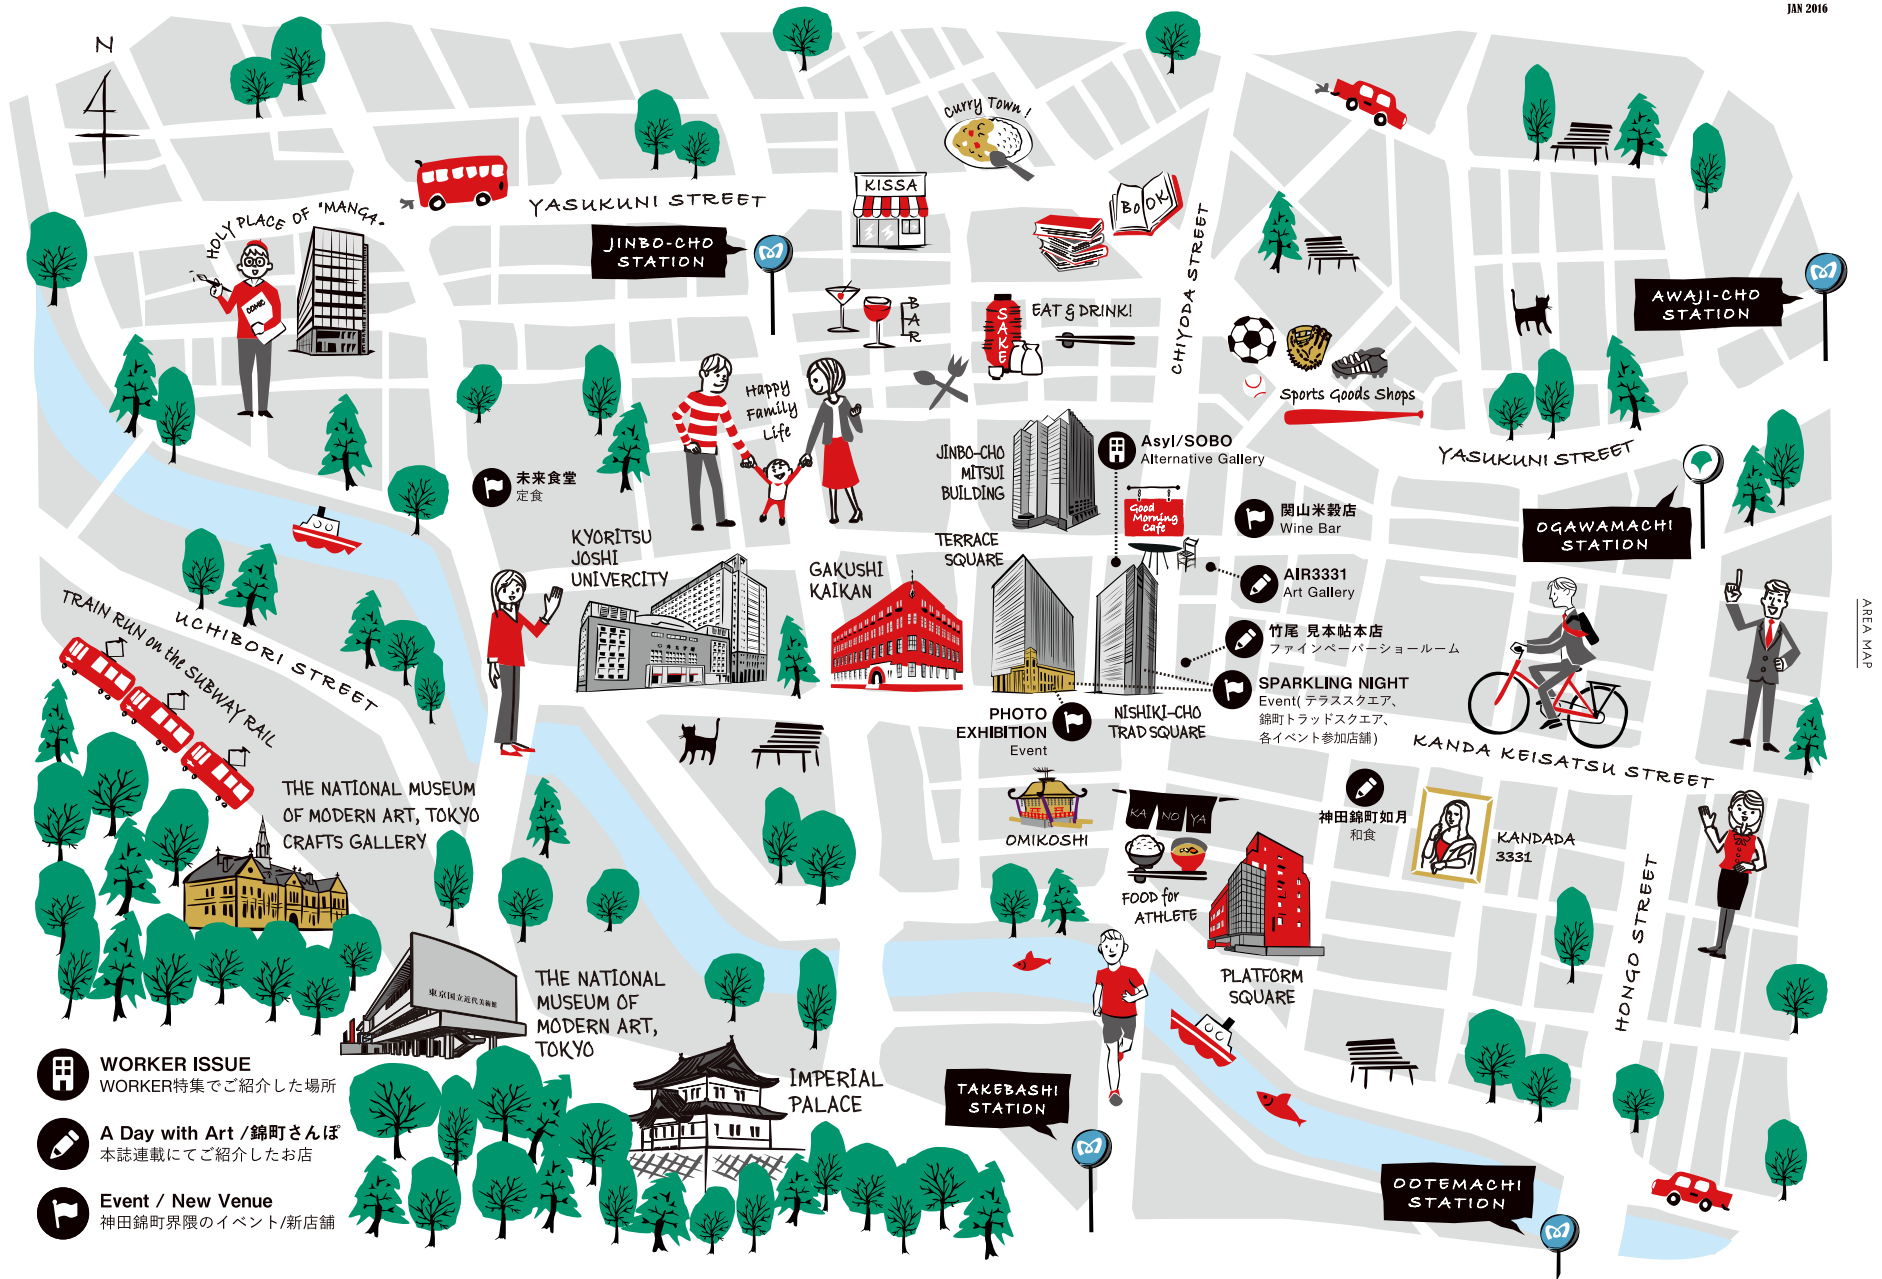 JAN 2016
N
Curry Town!
KISSA
BOOK
YASUKUNI STREET
HOLY PLACE OF "MANGA"
COMIC
JINBO-CHO
STATION
CHIYODA STREET
AWAJI-CHO
STATION
BAR
SAKE
EAT & DRINK!
Happy
Family
Life
Sports Goods Shops
YASUKUNI STREET
JINBO-CHO
MITSUI
BUILDING
Asyl/SOBO
Alternative Gallery
未来食堂
定食
Good
Morning
Cafe
関山米穀店
Wine Bar
OGAWAMACHI
STATION
KYORITSU
JOSHI
UNIVERCITY
TERRACE
SQUARE
GAKUSHI
KAIKAN
AIR3331
Art Gallery
TRAIN RUN on the SUBWAY RAIL
UCHIBORI STREET
竹尾 見本帖本店
ファインペーパーショールーム
AREA MAP
SPARKLING NIGHT
Event( テラススクエア、
錦町トラッドスクエア、
各イベント参加店舗)
PHOTO
EXHIBITION
Event
NISHIKI-CHO
TRAD SQUARE
KANDA KEISATSU STREET
THE NATIONAL MUSEUM
OF MODERN ART, TOKYO
CRAFTS GALLERY
OMIKOSHI
KA NO YA
神田錦町如月
和食
KANDADA
3331
FOOD for
ATHLETE
HONGO STREET
PLATFORM
SQUARE
東京国立近代美術館
THE NATIONAL
MUSEUM OF
MODERN ART,
TOKYO
IMPERIAL
PALACE
TAKEBASHI
STATION
OOTEMACHI
STATION
WORKER ISSUE
WORKER特集でご紹介した場所
A Day with Art /錦町さんぽ
本誌連載にてご紹介したお店
Event / New Venue
神田錦町界隈のイベント/新店舗